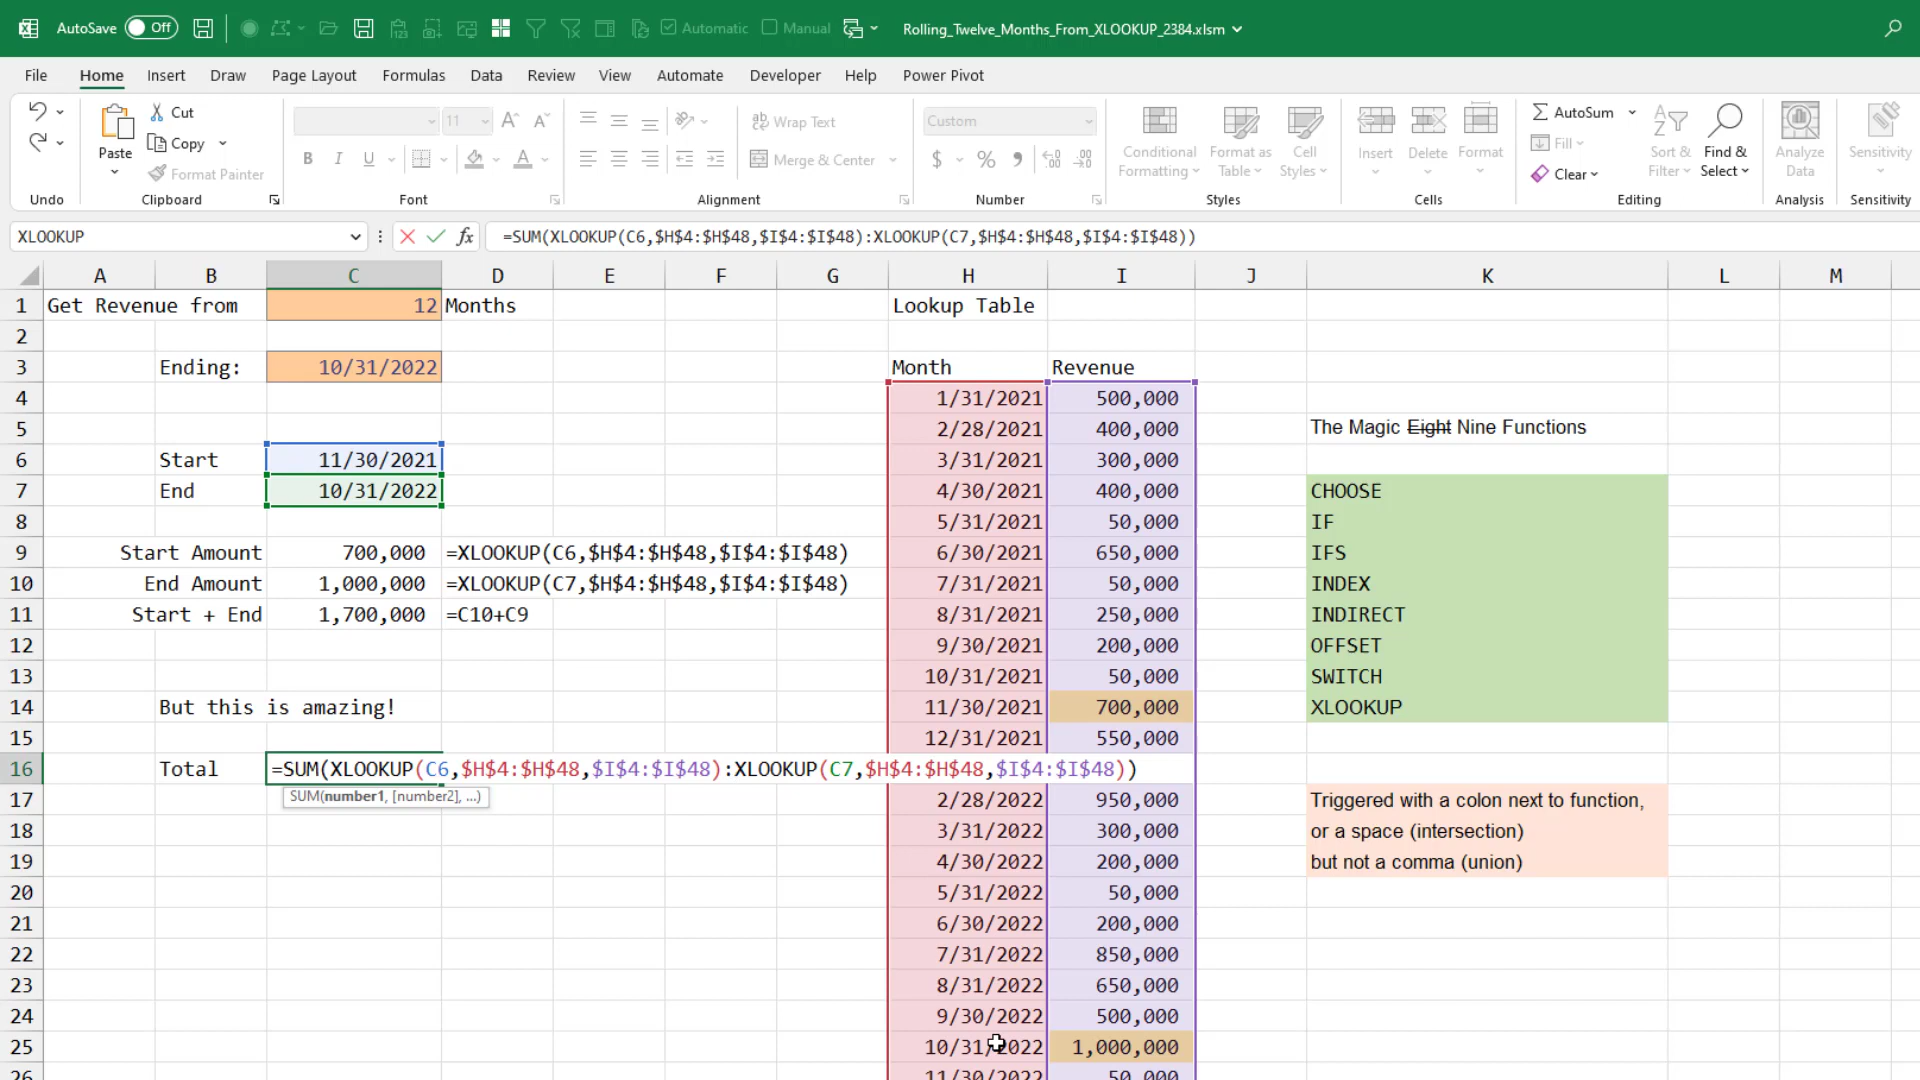 AutoSave Off Automatic Manual Rolling_Twelve_Months_From_XLOOKUP_2384.xlsm
File Home Insert Draw Page Layout Formulas Data Review View Automate Developer Help Power Pivot
Paste Cut Copy Format Painter
11 B I U
Wrap Text Merge & Center
Custom $ %
Conditional Formatting Format as Table Cell Styles
Insert Delete Format
AutoSum Fill Clear Sort & Filter Find & Select
Analyze Data Sensitivity
Undo Clipboard Font Alignment Number Styles Cells Editing Analysis Sensitivity
XLOOKUP fx =SUM(XLOOKUP(C6,$H$4:$H$48,$I$4:$I$48):XLOOKUP(C7,$H$4:$H$48,$I$4:$I$48))
A B C D E F G H I J K L M
1 Get Revenue from 12 Months Lookup Table
2
3 Ending: 10/31/2022 Month Revenue
4 1/31/2021 500,000
5 2/28/2021 400,000 The Magic Eight Nine Functions
6 Start 11/30/2021 3/31/2021 300,000
7 End 10/31/2022 4/30/2021 400,000 CHOOSE
8 5/31/2021 50,000 IF
9 Start Amount 700,000 =XLOOKUP(C6,$H$4:$H$48,$I$4:$I$48) 6/30/2021 650,000 IFS
10 End Amount 1,000,000 =XLOOKUP(C7,$H$4:$H$48,$I$4:$I$48) 7/31/2021 50,000 INDEX
11 Start + End 1,700,000 =C10+C9 8/31/2021 250,000 INDIRECT
12 9/30/2021 200,000 OFFSET
13 10/31/2021 50,000 SWITCH
14 But this is amazing! 11/30/2021 700,000 XLOOKUP
15 12/31/2021 550,000
16 Total =SUM(XLOOKUP(C6,$H$4:$H$48,$I$4:$I$48):XLOOKUP(C7,$H$4:$H$48,$I$4:$I$48))
SUM(number1, [number2], ...)
17 2/28/2022 950,000 Triggered with a colon next to function,
18 3/31/2022 300,000 or a space (intersection)
19 4/30/2022 200,000 but not a comma (union)
20 5/31/2022 50,000
21 6/30/2022 200,000
22 7/31/2022 850,000
23 8/31/2022 650,000
24 9/30/2022 500,000
25 10/31/2022 1,000,000
26 11/30/2022 50,000